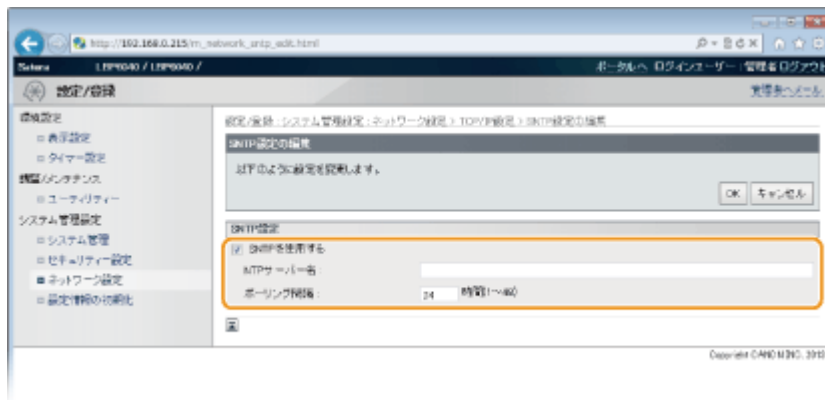 http://192.168.0.215/m_network_sntp_edit.html
Satera LBP6040 / LBP6040 /
ポータルへ ログインユーザー：管理者 ログアウト
設定/登録
管理者へメール
環境設定
表示設定
タイマー設定
調整/メンテナンス
ユーティリティー
システム管理設定
システム管理
セキュリティー設定
ネットワーク設定
設定情報の初期化
設定/登録 : システム管理設定 : ネットワーク設定 > TCP/IP設定 > SNTP設定の編集
SNTP設定の編集
以下のように設定を変更します。
OK キャンセル
SNTP設定
SNTPを使用する
NTPサーバー名 :
ポーリング間隔 : 24 時間(1～48)
Copyright CANON INC. 2012